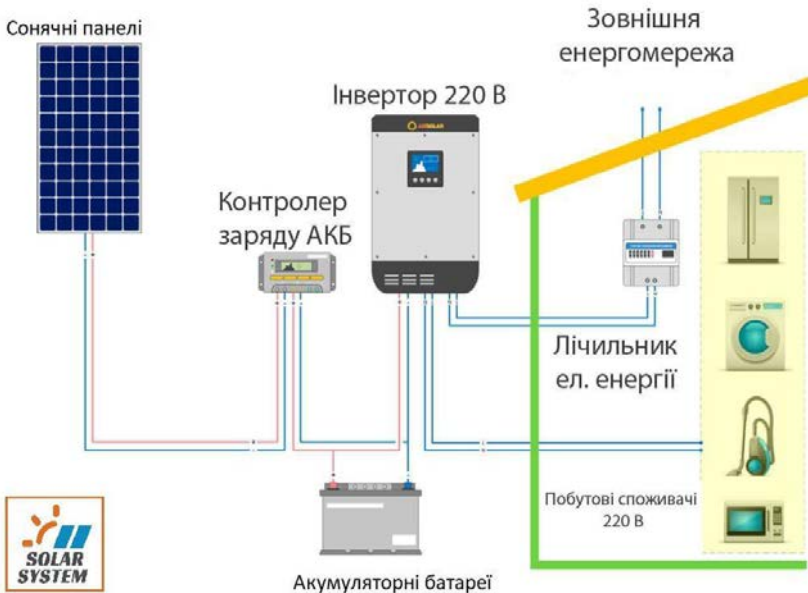 Сонячні панелі
Зовнішня
енергомережа
Інвертор 220 В
Контролер
заряду АКБ
Лічильник
ел. енергії
Побутові споживачі
220 В
Акумуляторні батареї
SOLAR
SYSTEM